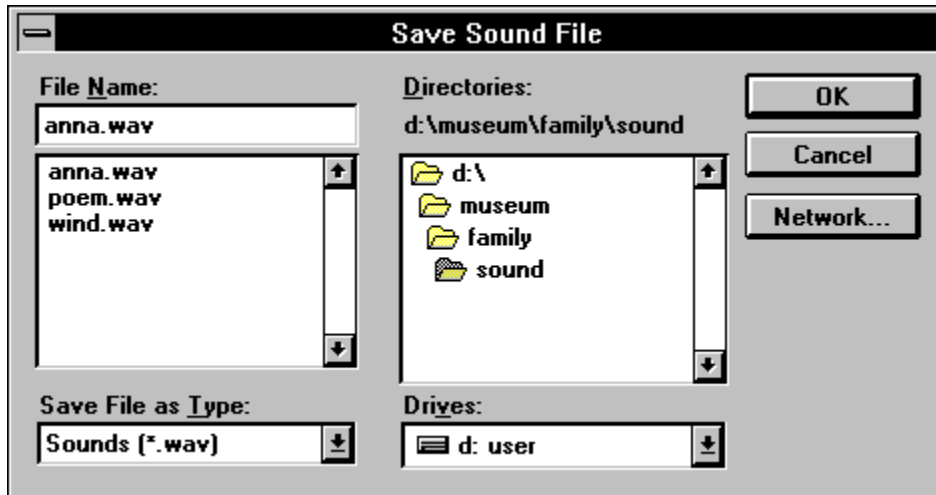 Save Sound File
File Name:
anna.wav
anna.wav
poem.wav
wind.wav
Save File as Type:
Sounds (*.wav)
Directories:
d:\museum\family\sound
d:\
museum
family
sound
Drives:
d: user
OK
Cancel
Network...